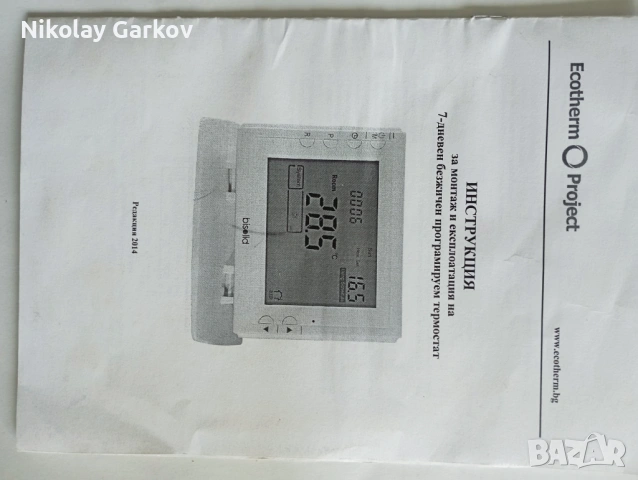 Nikolay Garkov
Ecotherm Project
www.ecotherm.bg
ИНСТРУКЦИЯ
за монтаж и експлоатация на
7-дневен безжичен програмируем термостат
Room
28.5 °C
16.5
bisolid
P
R
Редакция 2014
BAZAR